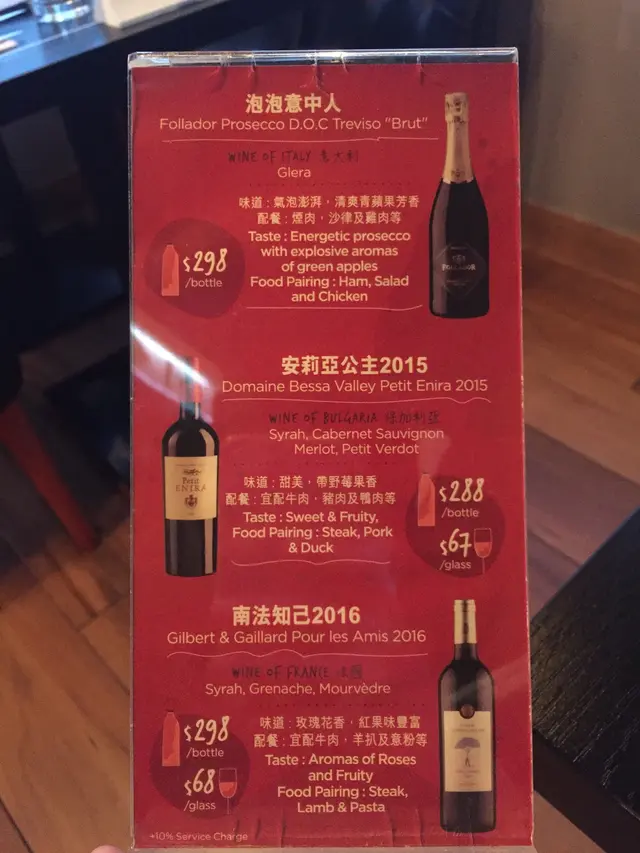 泡泡意中人
Follador Prosecco D.O.C Treviso "Brut"
WINE OF ITALY 意大利
Glera
味道 : 氣泡澎湃，清爽青蘋果芳香
配餐 : 煙肉，沙律及雞肉等
Taste : Energetic prosecco
with explosive aromas
of green apples
Food Pairing : Ham, Salad
and Chicken
$298
/bottle
FOLLADOR
安莉亞公主2015
Domaine Bessa Valley Petit Enira 2015
WINE OF BULGARIA 保加利亞
Syrah, Cabernet Sauvignon
Merlot, Petit Verdot
味道 : 甜美，帶野莓果香
配餐 : 宜配牛肉，豬肉及鴨肉等
Taste : Sweet & Fruity,
Food Pairing : Steak, Pork
& Duck
$288
/bottle
$67
/glass
Petit
ENIRA
南法知己2016
Gilbert & Gaillard Pour les Amis 2016
WINE OF FRANCE 法國
Syrah, Grenache, Mourvèdre
味道 : 玫瑰花香，紅果味豐富
配餐 : 宜配牛肉，羊扒及意粉等
Taste : Aromas of Roses
and Fruity
Food Pairing : Steak,
Lamb & Pasta
$298
/bottle
$68
/glass
+10% Service Charge